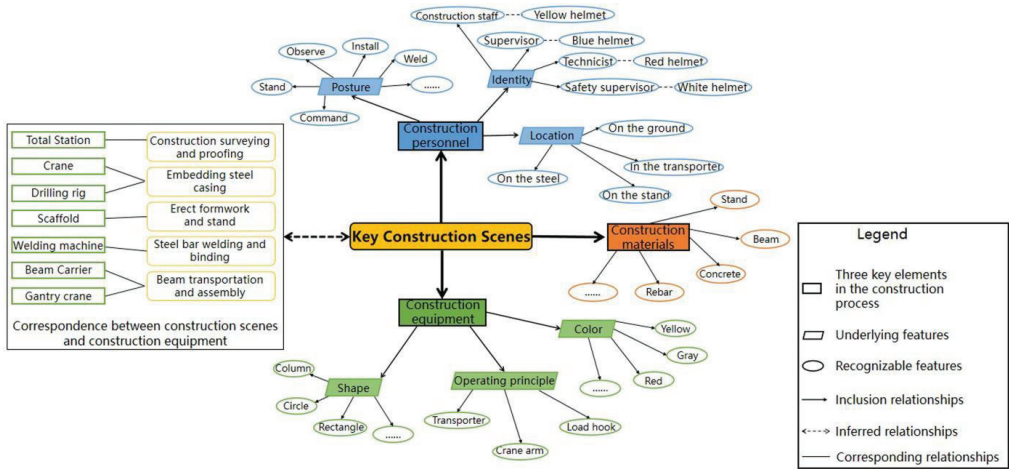 Construction staff
Yellow helmet
Supervisor
Blue helmet
Technicist
Red helmet
Safety supervisor
White helmet
Identity
Observe
Install
Weld
Stand
Posture
......
Command
Construction
personnel
Location
On the ground
In the transporter
On the stand
On the steel
Total Station
Crane
Drilling rig
Scaffold
Welding machine
Beam Carrier
Gantry crane
Construction surveying
and proofing
Embedding steel
casing
Erect formwork
and stand
Steel bar welding and
binding
Beam transportation
and assembly
Correspondence between construction scenes
and construction equipment
Key Construction Scenes
Construction
materials
Stand
Beam
Concrete
Rebar
......
Construction
equipment
Color
Yellow
Gray
Red
......
Shape
Column
Circle
Rectangle
......
Operating principle
Transporter
Crane arm
Load hook
Legend
Three key elements
in the construction
process
Underlying features
Recognizable features
Inclusion relationships
Inferred relationships
Corresponding relationships